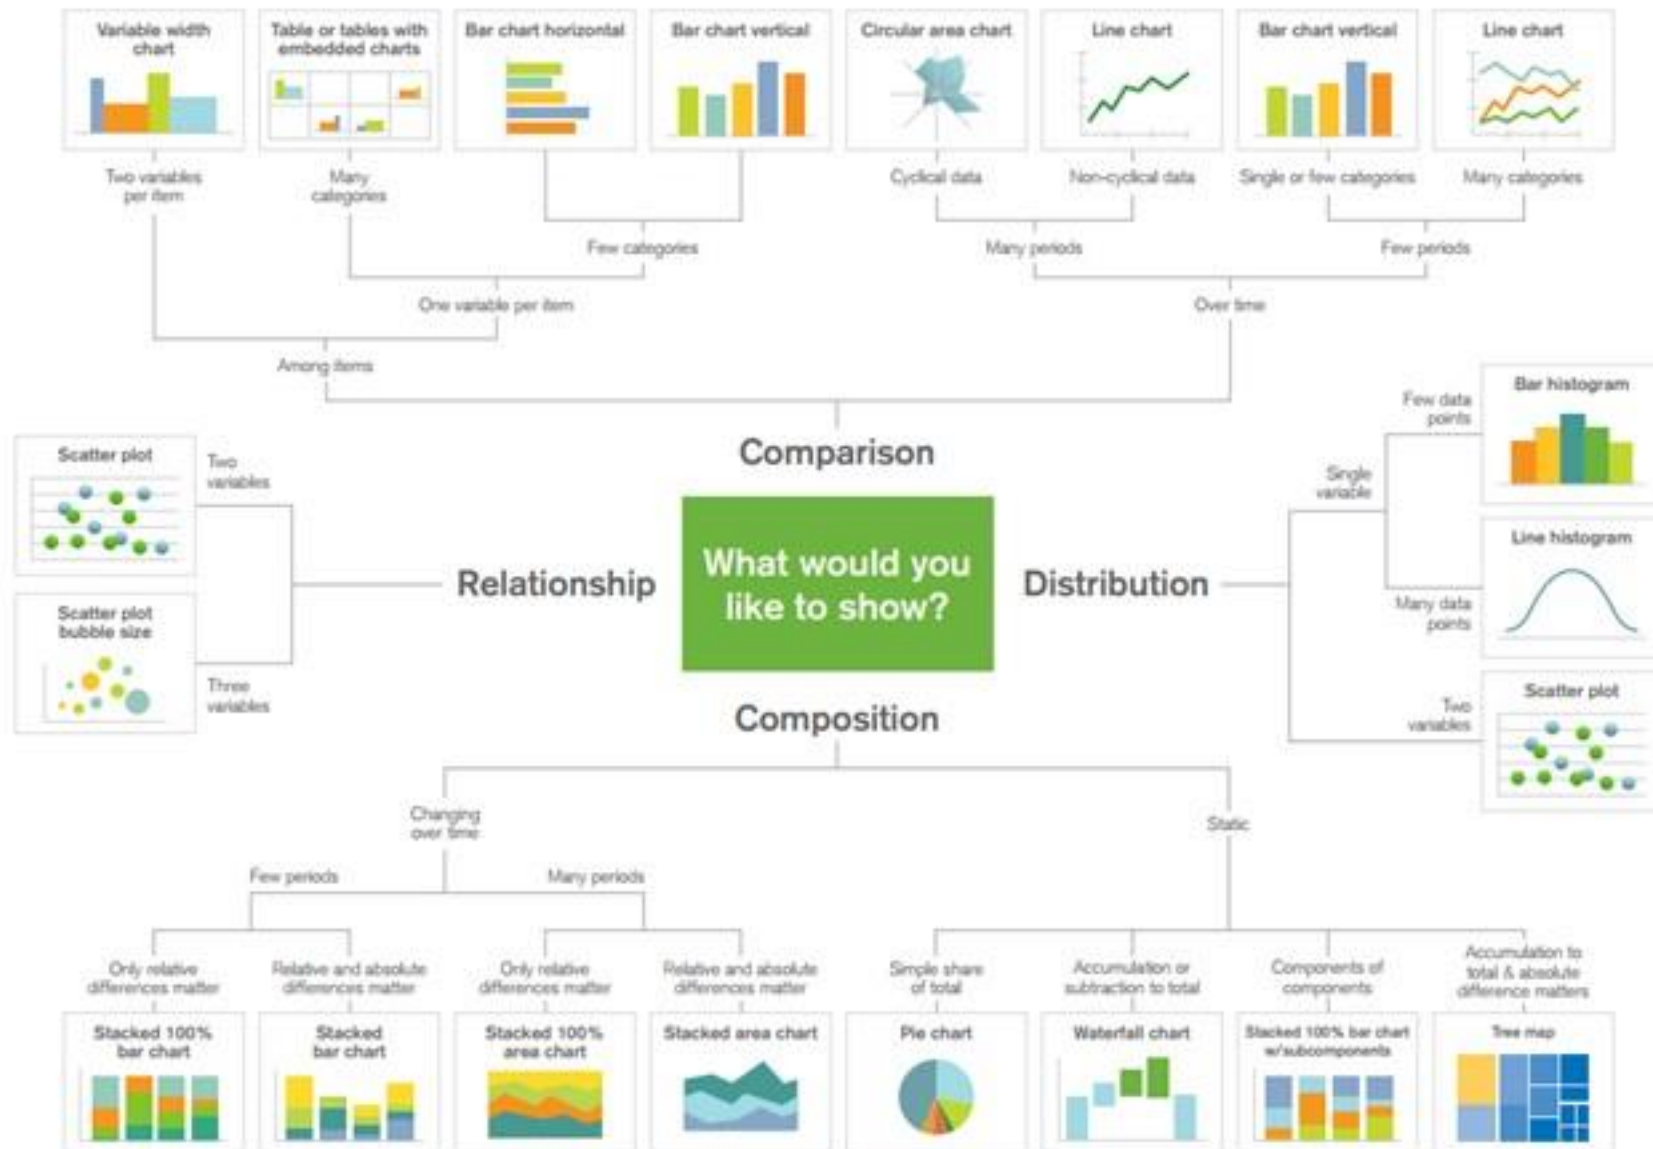 Variable width
chart
Table or tables with
embedded charts
Bar chart horizontal
Bar chart vertical
Circular area chart
Line chart
Bar chart vertical
Line chart
Two variables
per item
Many
categories
Cyclical data
Non-cyclical data
Single or few categories
Many categories
Few categories
Many periods
Few periods
One variable per item
Over time
Among items
Comparison
Scatter plot
Two
variables
Scatter plot
bubble size
Three
variables
Relationship
What would you
like to show?
Distribution
Single
variable
Few data
points
Bar histogram
Many data
points
Line histogram
Two
variables
Scatter plot
Composition
Changing
over time
Static
Few periods
Many periods
Only relative
differences matter
Relative and absolute
differences matter
Only relative
differences matter
Relative and absolute
differences matter
Simple share
of total
Accumulation or
subtraction to total
Components of
components
Accumulation to
total & absolute
difference matters
Stacked 100%
bar chart
Stacked
bar chart
Stacked 100%
area chart
Stacked area chart
Pie chart
Waterfall chart
Stacked 100% bar chart
w/subcomponents
Tree map